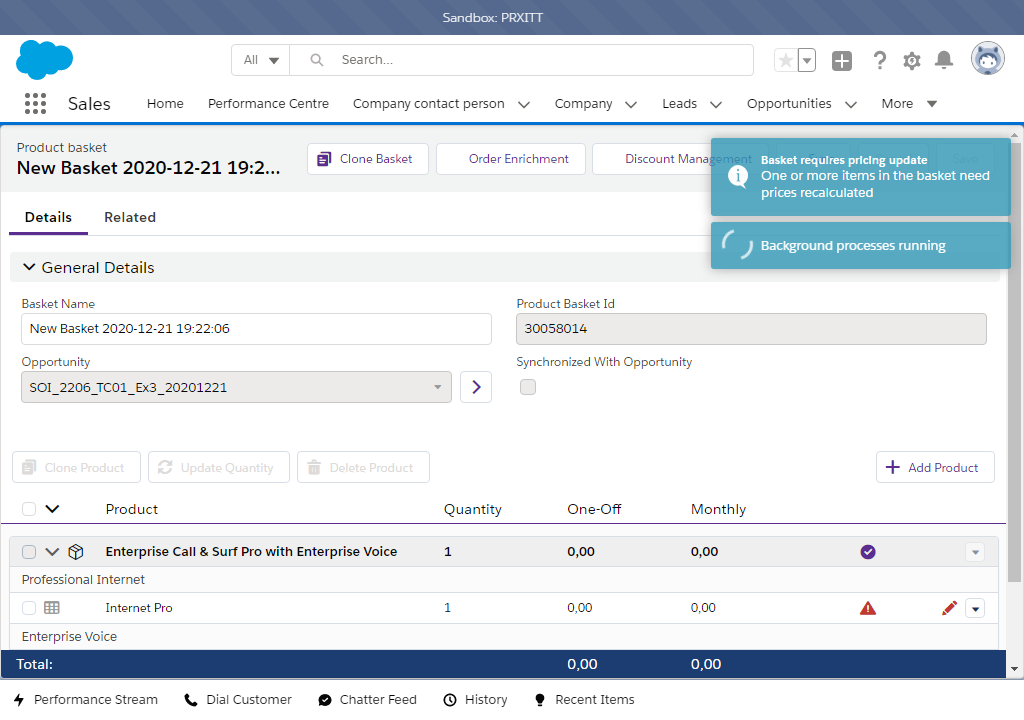 Sandbox: PRXITT
All
Search...
Sales
Home
Performance Centre
Company contact person
Company
Leads
Opportunities
More
Product basket
New Basket 2020-12-21 19:2...
Clone Basket
Order Enrichment
Discount Management
Basket requires pricing update
One or more items in the basket need
prices recalculated
Background processes running
Details
Related
General Details
Basket Name
Product Basket Id
New Basket 2020-12-21 19:22:06
30058014
Opportunity
Synchronized With Opportunity
SOI_2206_TC01_Ex3_20201221
Clone Product
Update Quantity
Delete Product
Add Product
Product
Quantity
One-Off
Monthly
Enterprise Call & Surf Pro with Enterprise Voice
1
0,00
0,00
Professional Internet
Internet Pro
1
0,00
0,00
Enterprise Voice
Total:
0,00
0,00
Performance Stream
Dial Customer
Chatter Feed
History
Recent Items